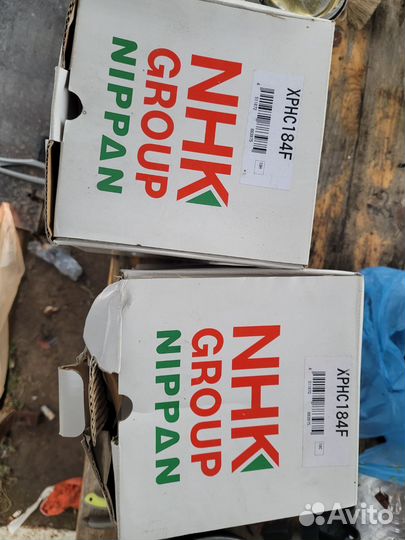 NHK
GROUP
NIPPAN
XPHC184F
NHK
GROUP
NIPPAN
XPHC184F
Avito